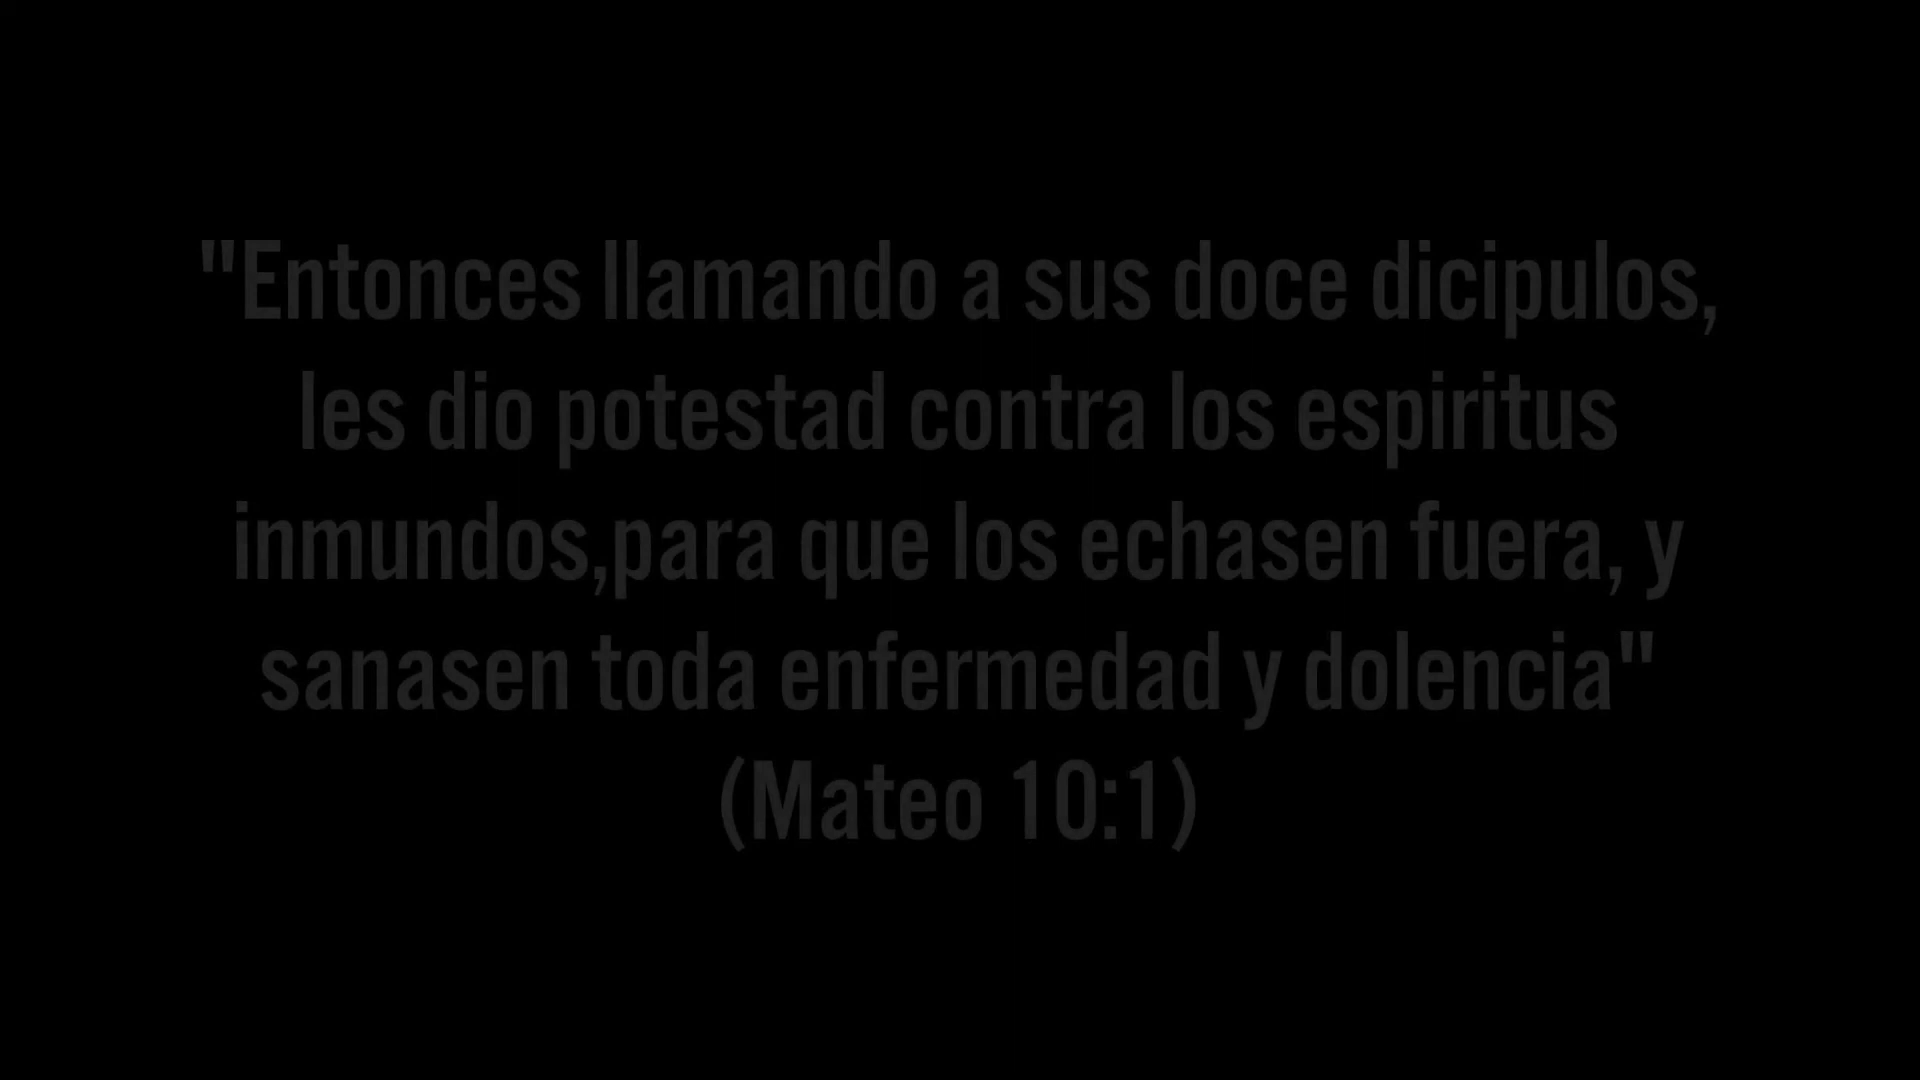 "Entonces llamando a sus doce dicipulos,
les dio potestad contra los espiritus
inmundos,para que los echasen fuera, y
sanasen toda enfermedad y dolencia"
(Mateo 10:1)